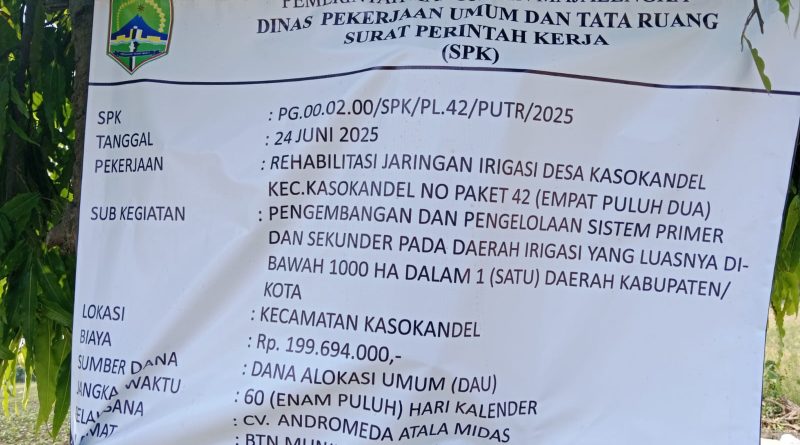 DINAS PEKERJAAN UMUM DAN TATA RUANG
SURAT PERINTAH KERJA
(SPK)
SPK : PG.00.02.00/SPK/PL.42/PUTR/2025
TANGGAL : 24 JUNI 2025
PEKERJAAN : REHABILITASI JARINGAN IRIGASI DESA KASOKANDEL
KEC.KASOKANDEL NO PAKET 42 (EMPAT PULUH DUA)
SUB KEGIATAN : PENGEMBANGAN DAN PENGELOLAAN SISTEM PRIMER
DAN SEKUNDER PADA DAERAH IRIGASI YANG LUASNYA DI-
BAWAH 1000 HA DALAM 1 (SATU) DAERAH KABUPATEN/
KOTA
LOKASI : KECAMATAN KASOKANDEL
BIAYA : Rp. 199.694.000,-
SUMBER DANA : DANA ALOKASI UMUM (DAU)
JANGKA WAKTU : 60 (ENAM PULUH) HARI KALENDER
: CV. ANDROMEDA ATALA MIDAS
: BTN